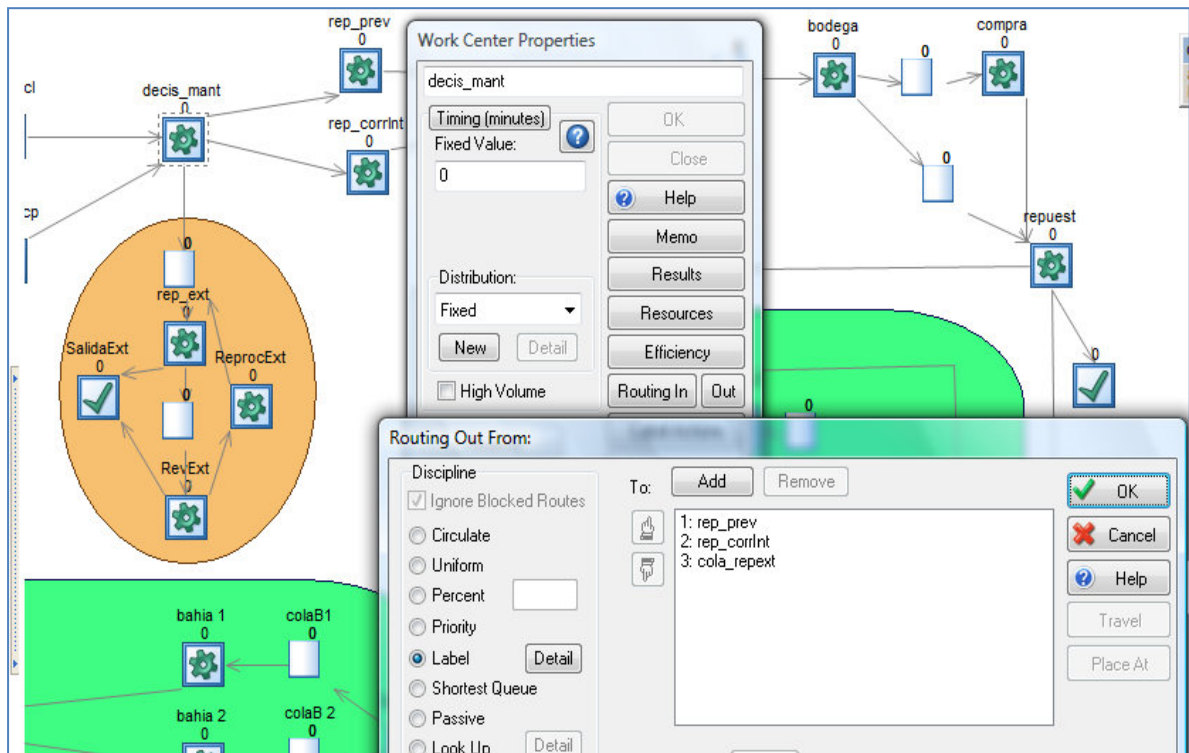 rep_prev
0
bodega
0
compra
0
0
cl
decis_mant
0
rep_corrInt
0
cp
0
0
rep_ext
0
SalidaExt
0
ReprocExt
0
0
RevExt
0
repuest
0
0
0
bahia 1
0
colaB1
0
bahia 2
0
colaB 2
0
Work Center Properties
decis_mant
Timing (minutes)
Fixed Value:
0
OK
Close
Help
Memo
Results
Resources
Efficiency
Routing In
Out
Distribution:
Fixed
New
Detail
High Volume
Routing Out From:
Discipline
Ignore Blocked Routes
Circulate
Uniform
Percent
Priority
Label
Detail
Shortest Queue
Passive
Look Up
Detail
To:
Add
Remove
1: rep_prev
2: rep_corrInt
3: cola_repext
OK
Cancel
Help
Travel
Place At